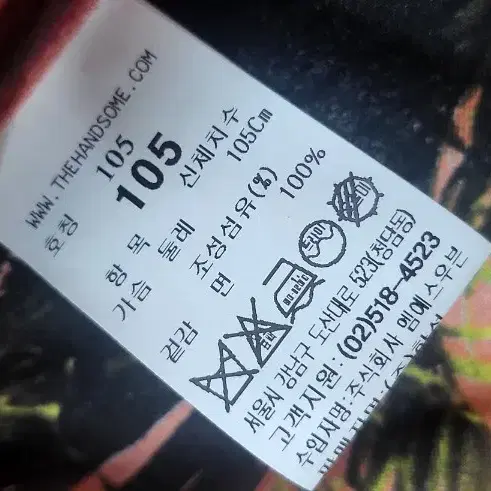 WWW.THEHANDSOME.COM
호칭 105
105
항목 신체치수
가슴둘레 105Cm
조성섬유(%)
겉감 면 100%
서울시 강남구 도산대로 523(청담동)
고객지원 : (02)518-4523
수입자명: 주식회사 엠에스우분